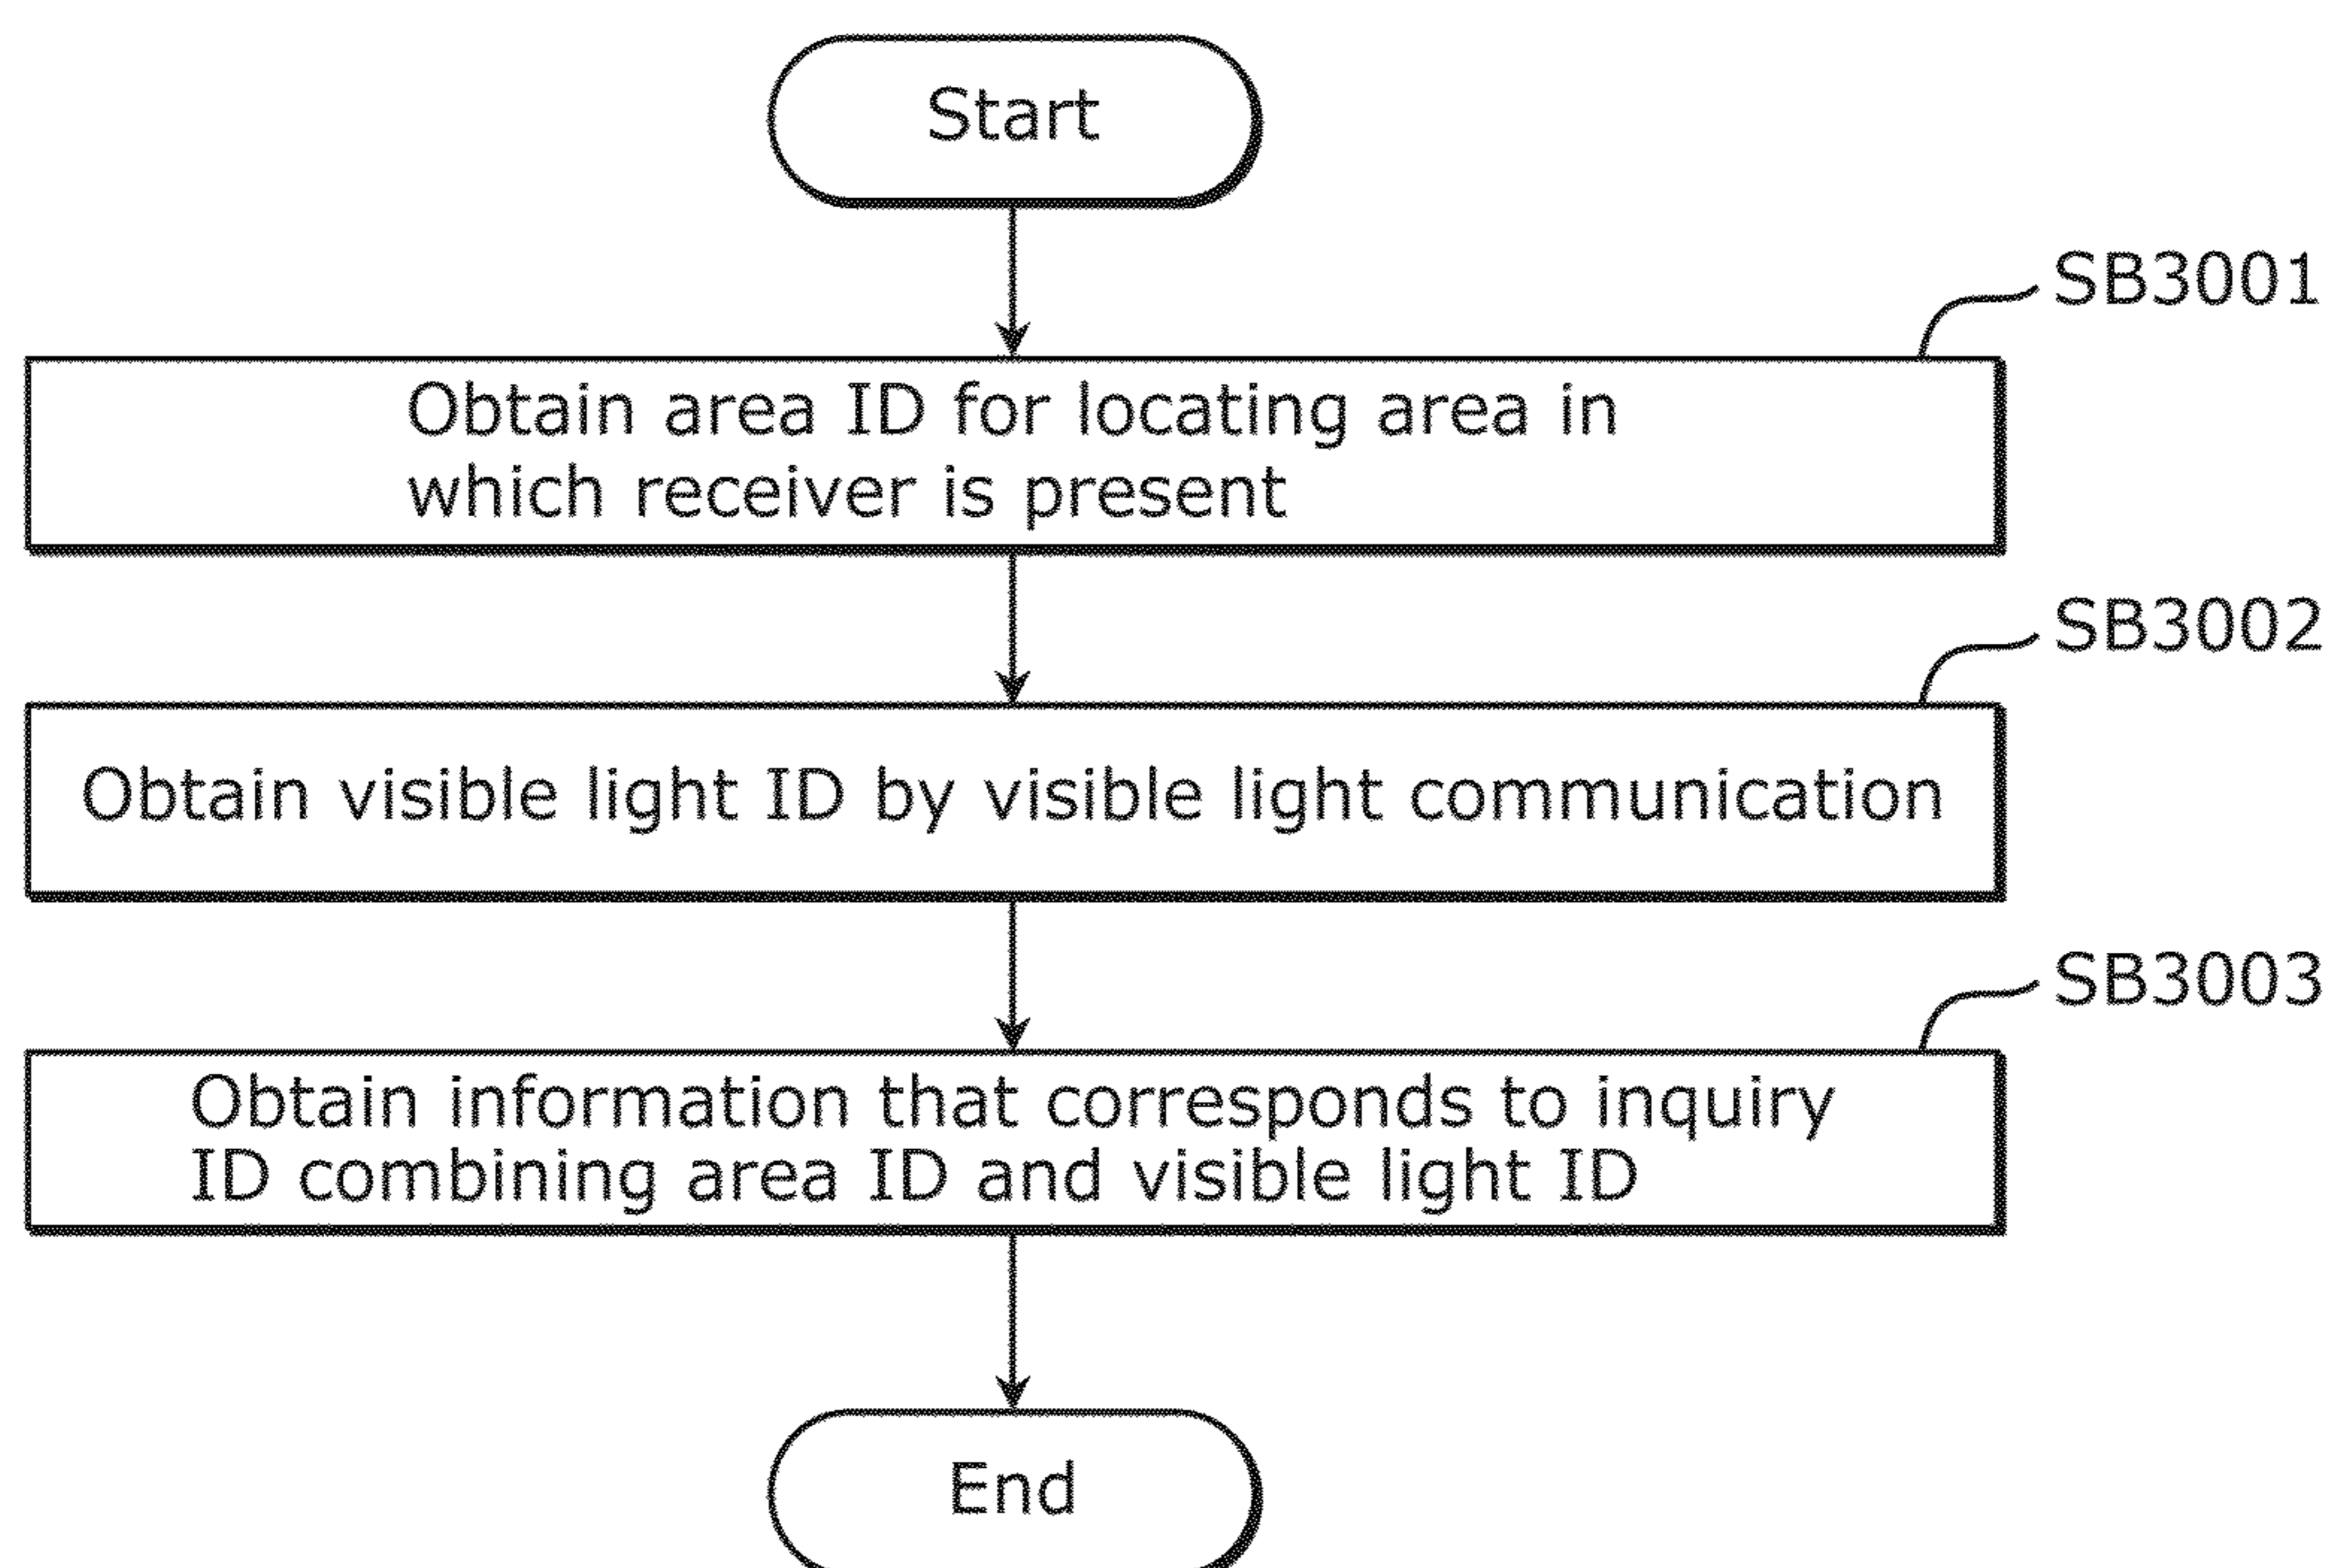 Start
SB3001
Obtain area ID for locating area in
which receiver is present
SB3002
Obtain visible light ID by visible light communication
SB3003
Obtain information that corresponds to inquiry
ID combining area ID and visible light ID
End